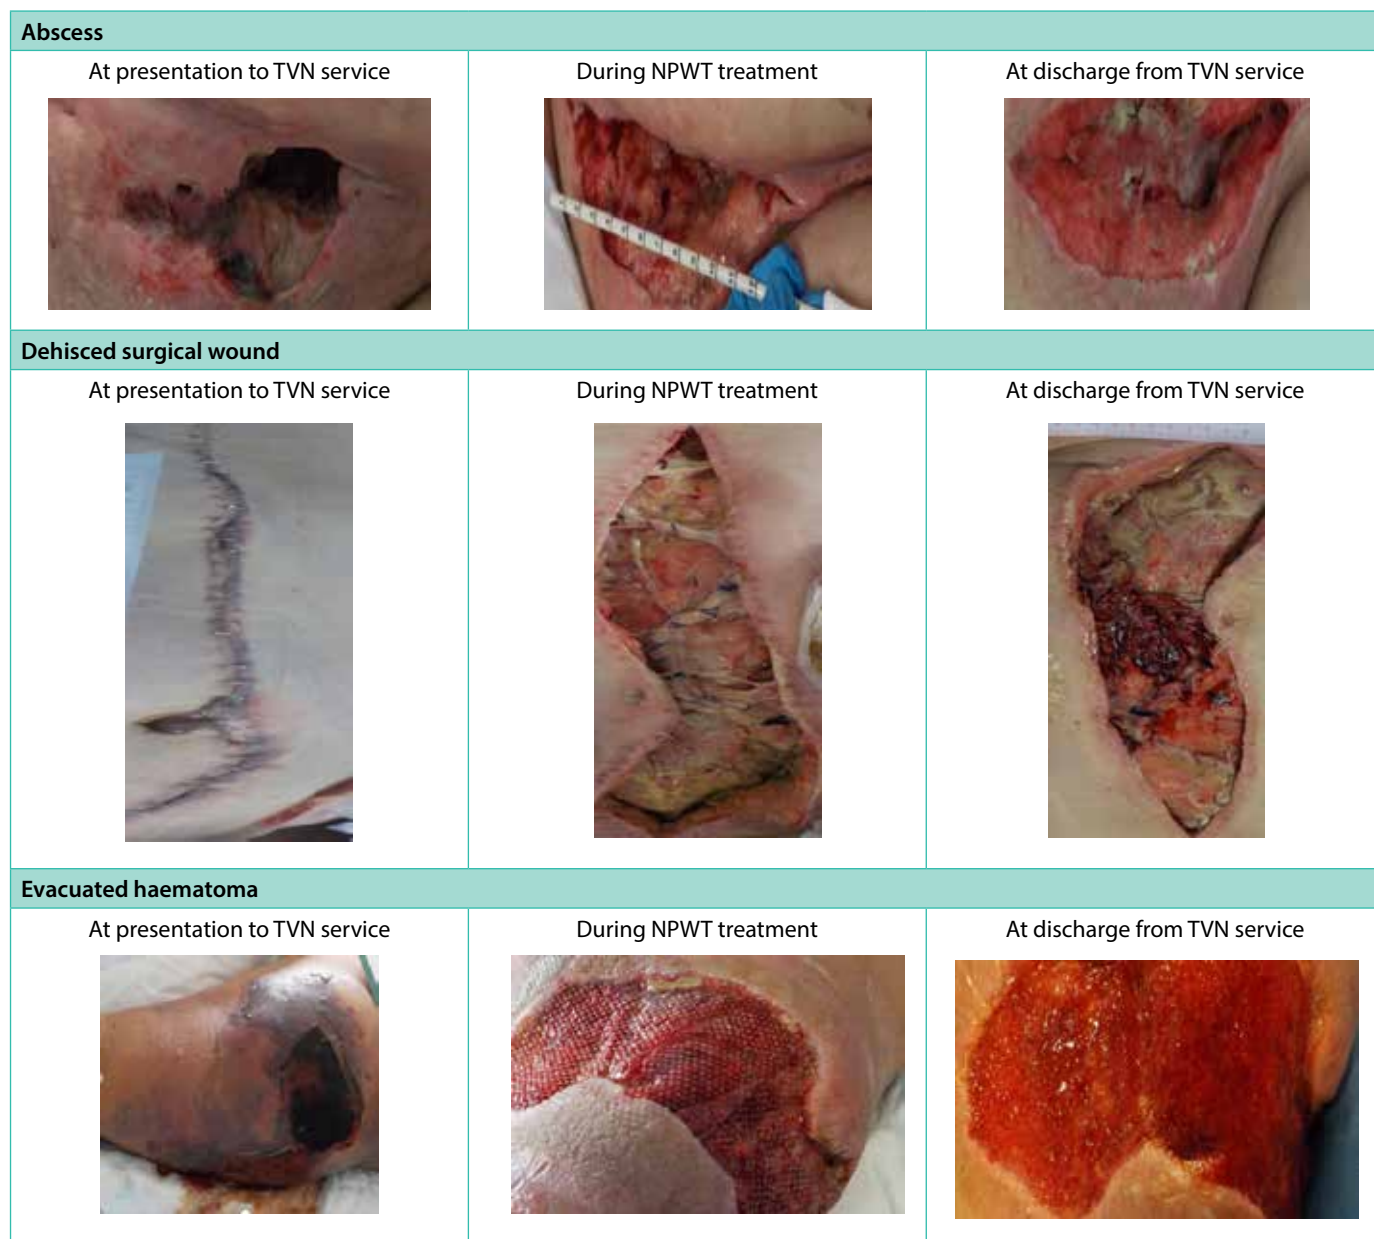 Abscess
At presentation to TVN service
During NPWT treatment
At discharge from TVN service
Dehisced surgical wound
At presentation to TVN service
During NPWT treatment
At discharge from TVN service
Evacuated haematoma
At presentation to TVN service
During NPWT treatment
At discharge from TVN service